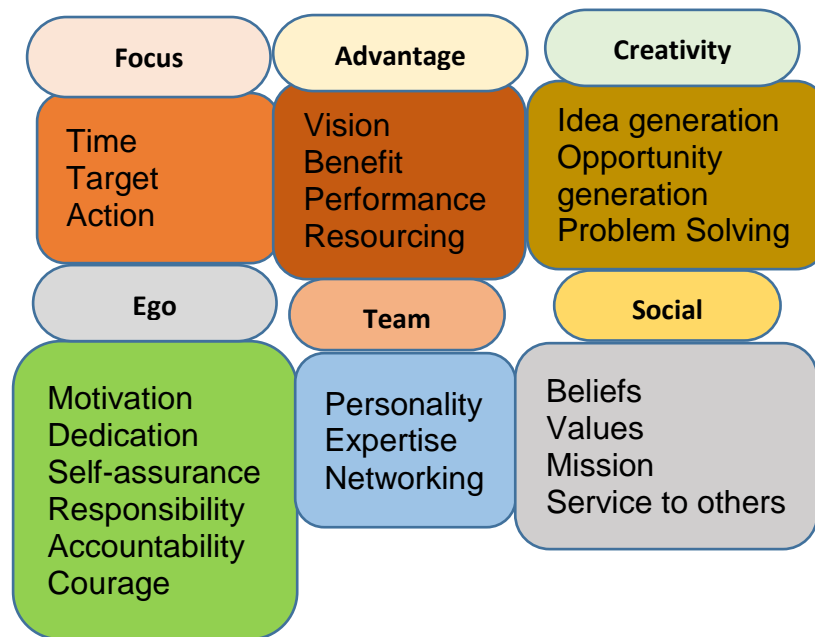 Focus
Time
Target
Action
Advantage
Vision
Benefit
Performance
Resourcing
Creativity
Idea generation
Opportunity
generation
Problem Solving
Ego
Motivation
Dedication
Self-assurance
Responsibility
Accountability
Courage
Team
Personality
Expertise
Networking
Social
Beliefs
Values
Mission
Service to others